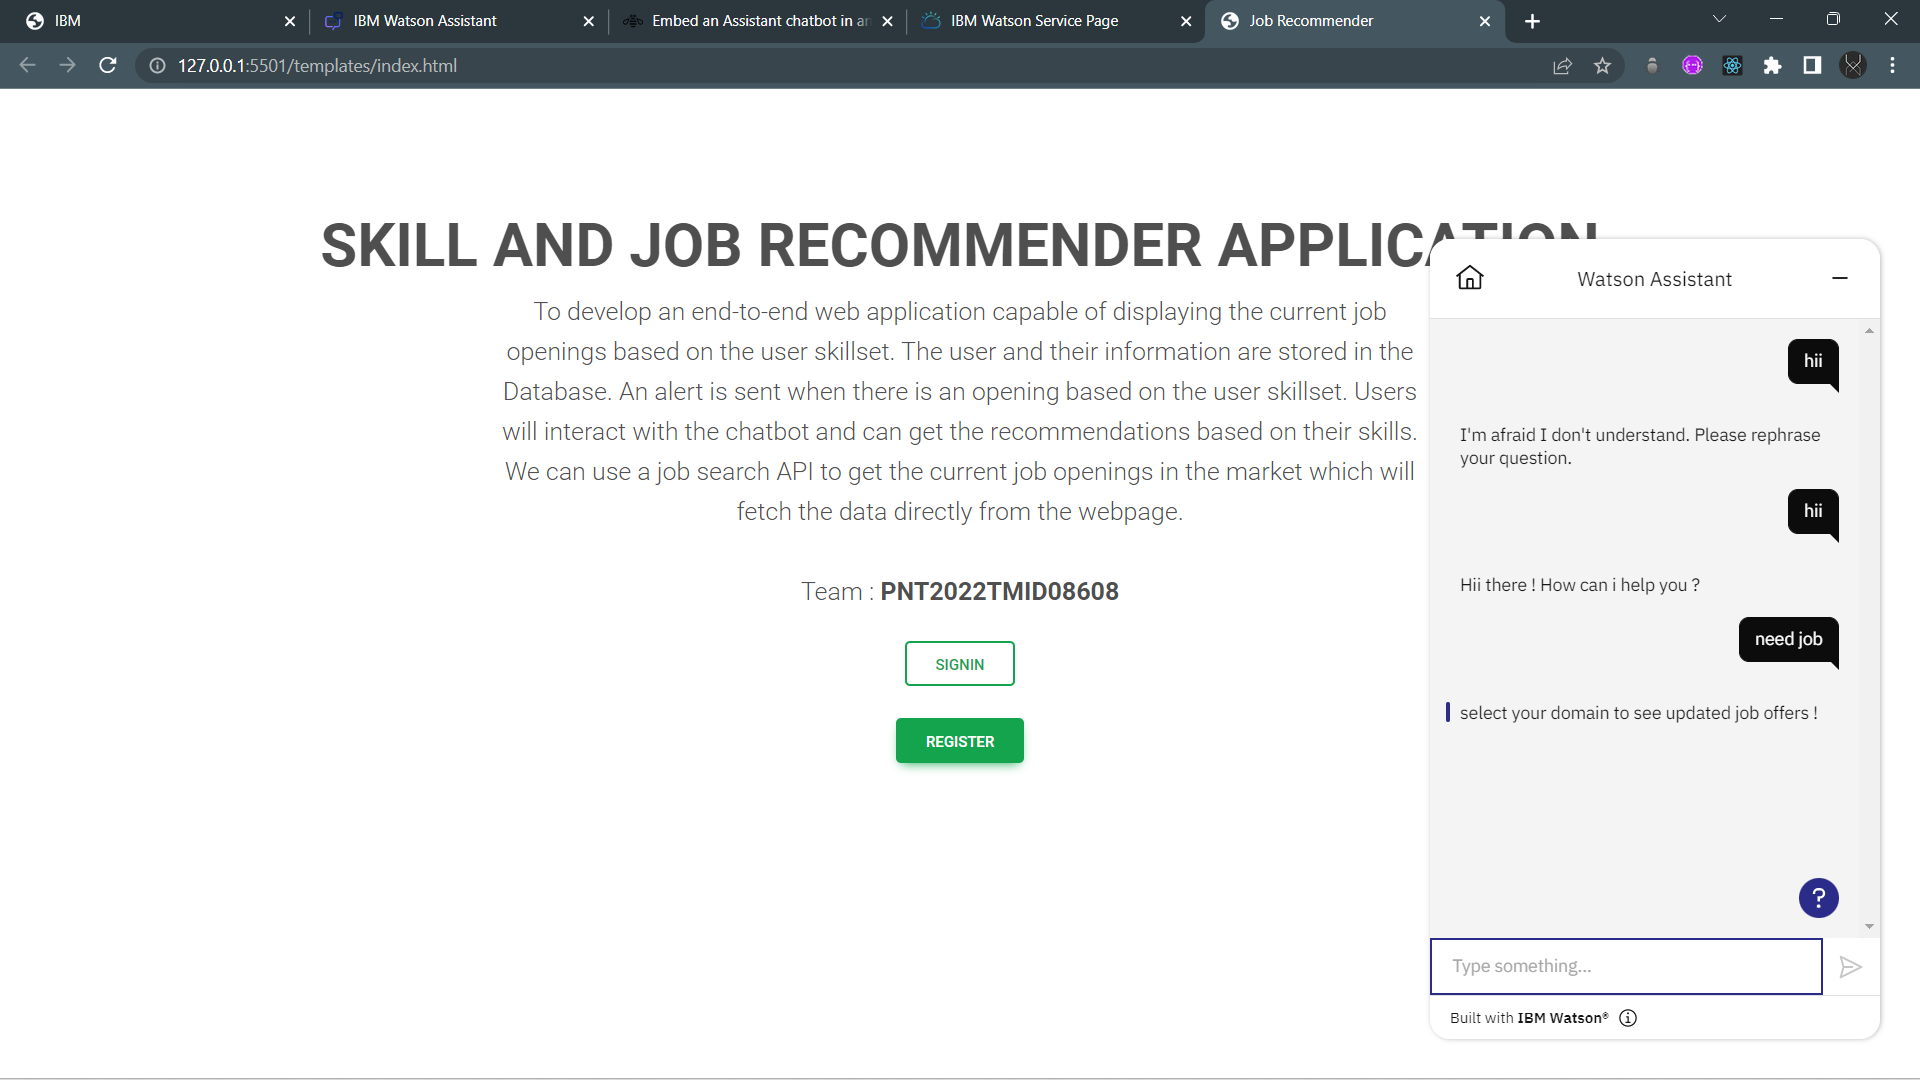 IBM
IBM Watson Assistant
Embed an Assistant chatbot in an
IBM Watson Service Page
Job Recommender
127.0.0.1:5501/templates/index.html
SKILL AND JOB RECOMMENDER APPLICATION
To develop an end-to-end web application capable of displaying the current job
openings based on the user skillset. The user and their information are stored in the
Database. An alert is sent when there is an opening based on the user skillset. Users
will interact with the chatbot and can get the recommendations based on their skills.
We can use a job search API to get the current job openings in the market which will
fetch the data directly from the webpage.
Team : PNT2022TMID08608
SIGNIN
REGISTER
Watson Assistant
hii
I'm afraid I don't understand. Please rephrase
your question.
hii
Hii there ! How can i help you ?
need job
select your domain to see updated job offers !
?
Type something...
Built with IBM Watson®